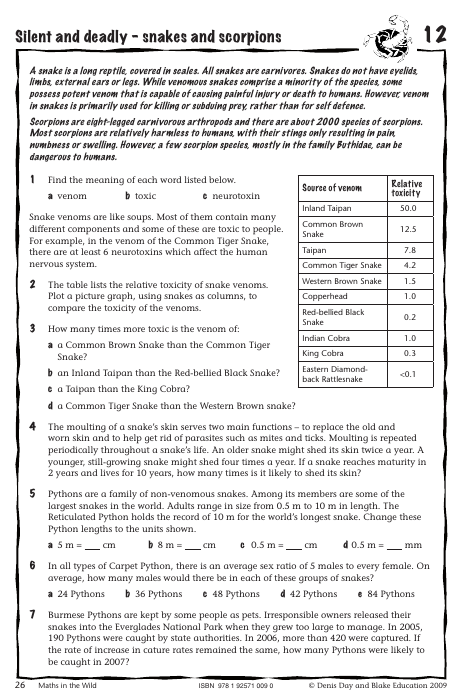 Silent and deadly – snakes and scorpions
12
A snake is a long reptile, covered in scales. All snakes are carnivores. Snakes do not have eyelids,
limbs, external ears or legs. While venomous snakes comprise a minority of the species, some
possess potent venom that is capable of causing painful injury or death to humans. However, venom
in snakes is primarily used for killing or subduing prey, rather than for self defence.
Scorpions are eight-legged carnivorous arthropods and there are about 2000 species of scorpions.
Most scorpions are relatively harmless to humans, with their stings only resulting in pain,
numbness or swelling. However, a few scorpion species, mostly in the family Buthidae, can be
dangerous to humans.
1 Find the meaning of each word listed below.
a venom b toxic c neurotoxin
Snake venoms are like soups. Most of them contain many
different components and some of these are toxic to people.
For example, in the venom of the Common Tiger Snake,
there are at least 6 neurotoxins which affect the human
nervous system.
2 The table lists the relative toxicity of snake venoms.
Plot a picture graph, using snakes as columns, to
compare the toxicity of the venoms.
3 How many times more toxic is the venom of:
a a Common Brown Snake than the Common Tiger
Snake?
b an Inland Taipan than the Red-bellied Black Snake?
c a Taipan than the King Cobra?
d a Common Tiger Snake than the Western Brown snake?
Source of venom Relative
toxicity
Inland Taipan 50.0
Common Brown
Snake 12.5
Taipan 7.8
Common Tiger Snake 4.2
Western Brown Snake 1.5
Copperhead 1.0
Red-bellied Black
Snake 0.2
Indian Cobra 1.0
King Cobra 0.3
Eastern Diamond-
back Rattlesnake <0.1
4 The moulting of a snake's skin serves two main functions – to replace the old and
worn skin and to help get rid of parasites such as mites and ticks. Moulting is repeated
periodically throughout a snake's life. An older snake might shed its skin twice a year. A
younger, still-growing snake might shed four times a year. If a snake reaches maturity in
2 years and lives for 10 years, how many times is it likely to shed its skin?
5 Pythons are a family of non-venomous snakes. Among its members are some of the
largest snakes in the world. Adults range in size from 0.5 m to 10 m in length. The
Reticulated Python holds the record of 10 m for the world's longest snake. Change these
Python lengths to the units shown.
a 5 m = ___ cm b 8 m = ___ cm c 0.5 m = ___ cm d 0.5 m = ___ mm
6 In all types of Carpet Python, there is an average sex ratio of 5 males to every female. On
average, how many males would there be in each of these groups of snakes?
a 24 Pythons b 36 Pythons c 48 Pythons d 42 Pythons e 84 Pythons
7 Burmese Pythons are kept by some people as pets. Irresponsible owners released their
snakes into the Everglades National Park when they grew too large to manage. In 2005,
190 Pythons were caught by state authorities. In 2006, more than 420 were captured. If
the rate of increase in cature rates remained the same, how many Pythons were likely to
be caught in 2007?
26 Maths in the Wild ISBN 978 1 92571 009 0 © Denis Day and Blake Education 2009